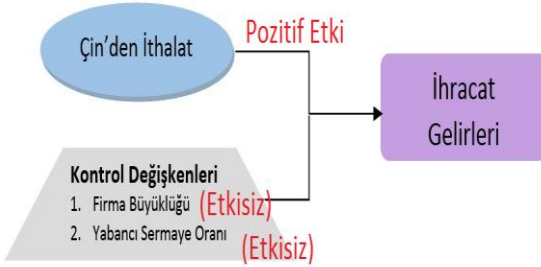 Çin’den İthalat
Pozitif Etki
İhracat
Gelirleri
Kontrol Değişkenleri
1. Firma Büyüklüğü (Etkisiz)
2. Yabancı Sermaye Oranı (Etkisiz)